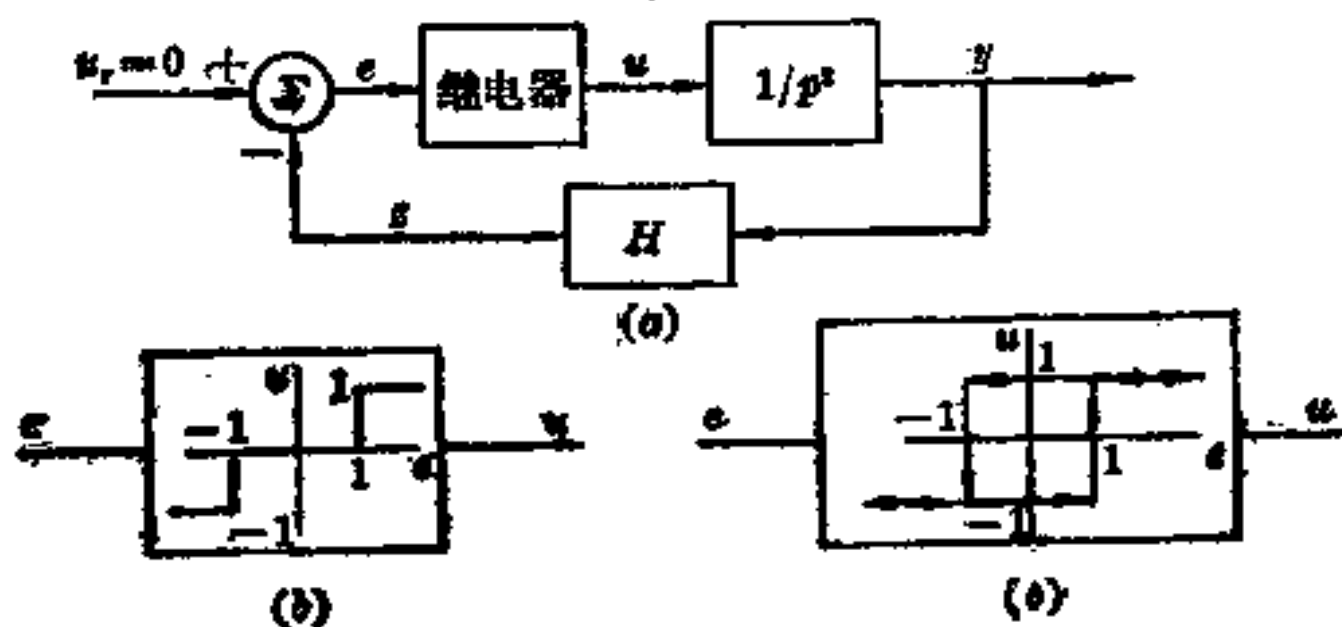 u_r=0 + e 继电器 u 1/p² y
Σ
− z H
(a)
e −1 u 1 1 e −1 u
e −1 u 1 1 e −1 u
(b)